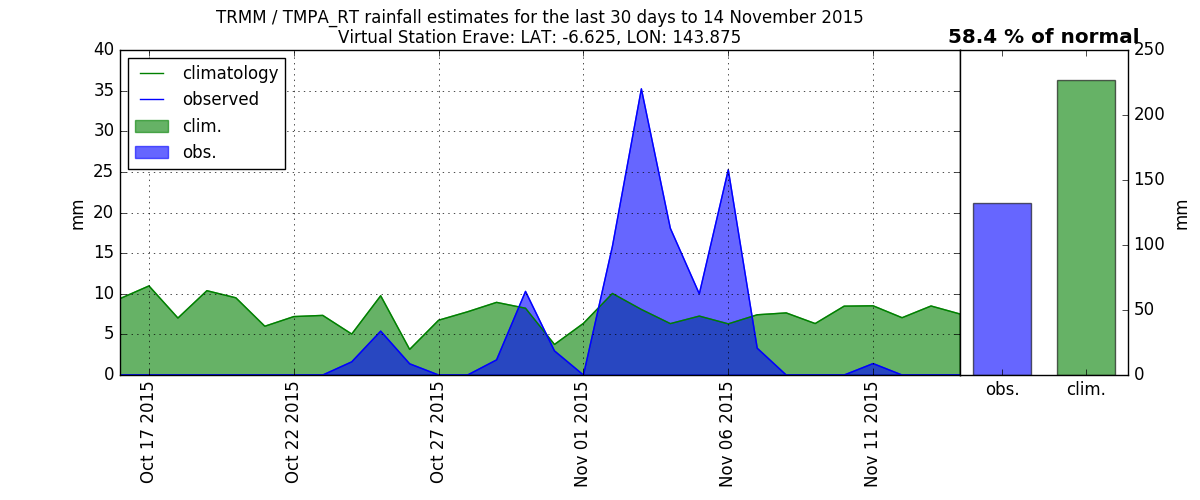 TRMM / TMPA_RT rainfall estimates for the last 30 days to 14 November 2015
Virtual Station Erave: LAT: -6.625, LON: 143.875
58.4 % of normal
climatology
observed
clim.
obs.
mm
40
35
30
25
20
15
10
5
0
Oct 17 2015
Oct 22 2015
Oct 27 2015
Nov 01 2015
Nov 06 2015
Nov 11 2015
250
200
150
100
50
0
mm
obs.
clim.